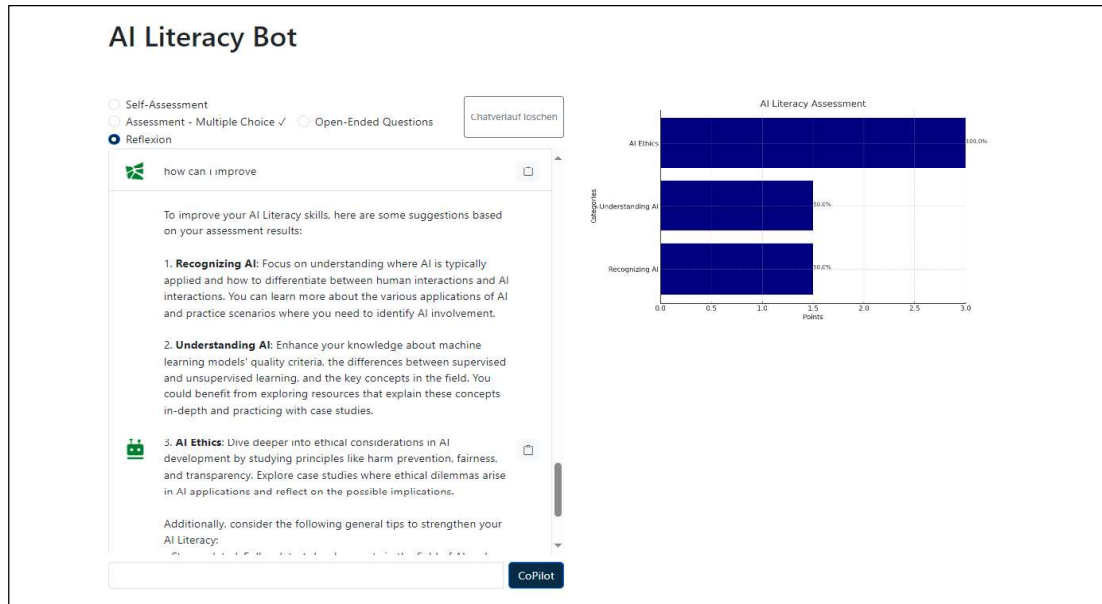 AI Literacy Bot
Self-Assessment
Assessment - Multiple Choice ✓ Open-Ended Questions
Reflexion
Chatverlauf löschen
how can i improve
To improve your AI Literacy skills, here are some suggestions based
on your assessment results:
1. Recognizing AI: Focus on understanding where AI is typically
applied and how to differentiate between human interactions and AI
interactions. You can learn more about the various applications of AI
and practice scenarios where you need to identify AI involvement.
2. Understanding AI: Enhance your knowledge about machine
learning models' quality criteria, the differences between supervised
and unsupervised learning, and the key concepts in the field. You
could benefit from exploring resources that explain these concepts
in-depth and practicing with case studies.
3. AI Ethics: Dive deeper into ethical considerations in AI
development by studying principles like harm prevention, fairness,
and transparency. Explore case studies where ethical dilemmas arise
in AI applications and reflect on the possible implications.
Additionally, consider the following general tips to strengthen your
AI Literacy:
CoPilot
AI Literacy Assessment
Categories
AI Ethics
100.0%
Understanding AI
50.0%
Recognizing AI
50.0%
0.0 0.5 1.0 1.5 2.0 2.5 3.0
Points